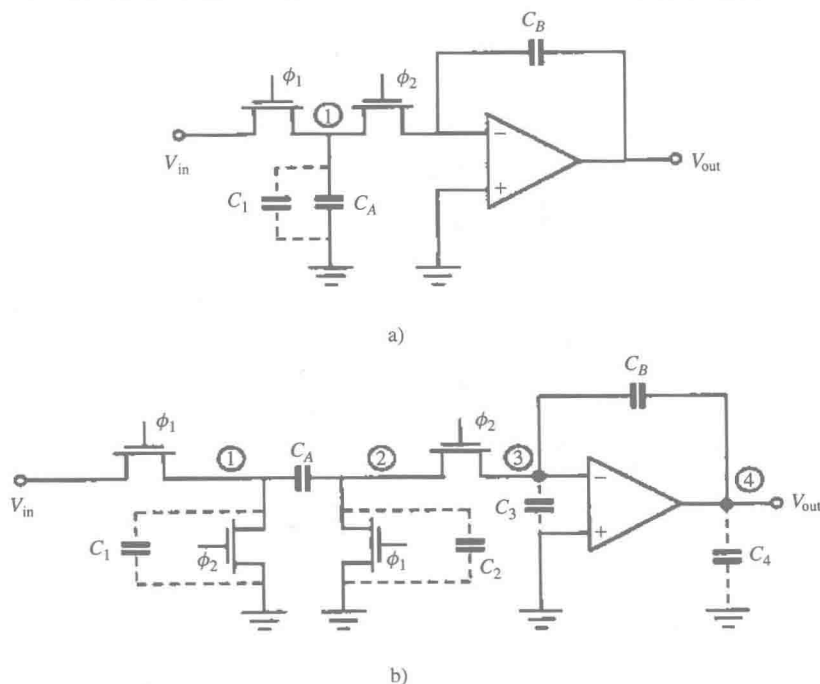 C_B
ϕ_1
ϕ_2
1
V_in
−
+
V_out
C_1
C_A
a)
C_B
ϕ_1
ϕ_2
1
C_A
2
3
4
V_in
−
+
V_out
C_1
ϕ_2
ϕ_1
C_2
C_3
C_4
b)